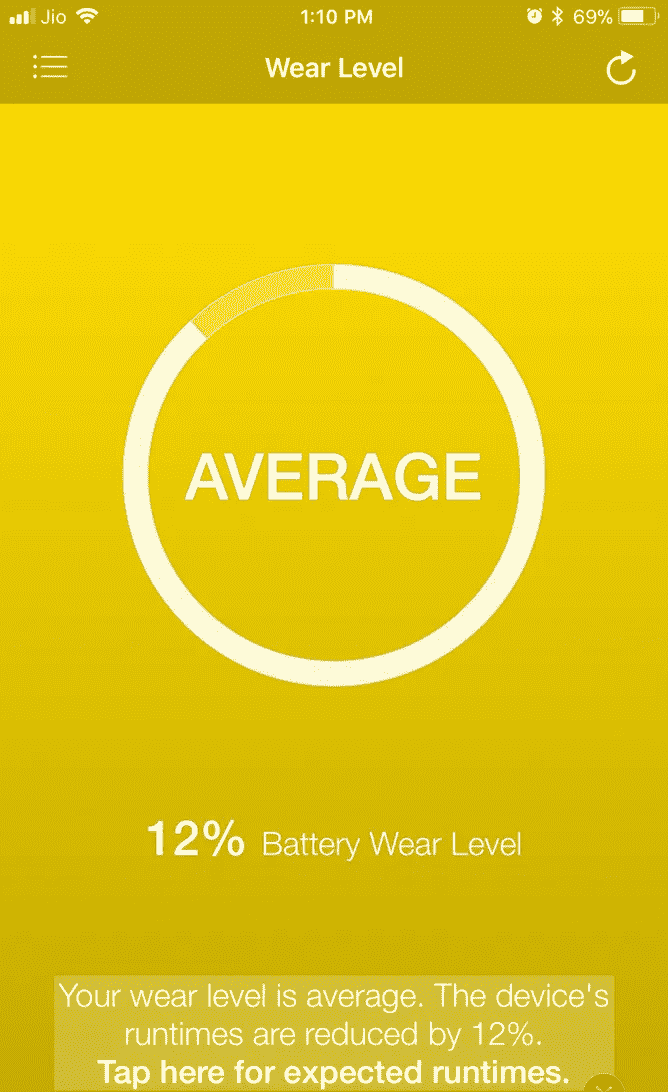 Jio 1:10 PM 69%
Wear Level
AVERAGE
12% Battery Wear Level
Your wear level is average. The device's
runtimes are reduced by 12%.
Tap here for expected runtimes.